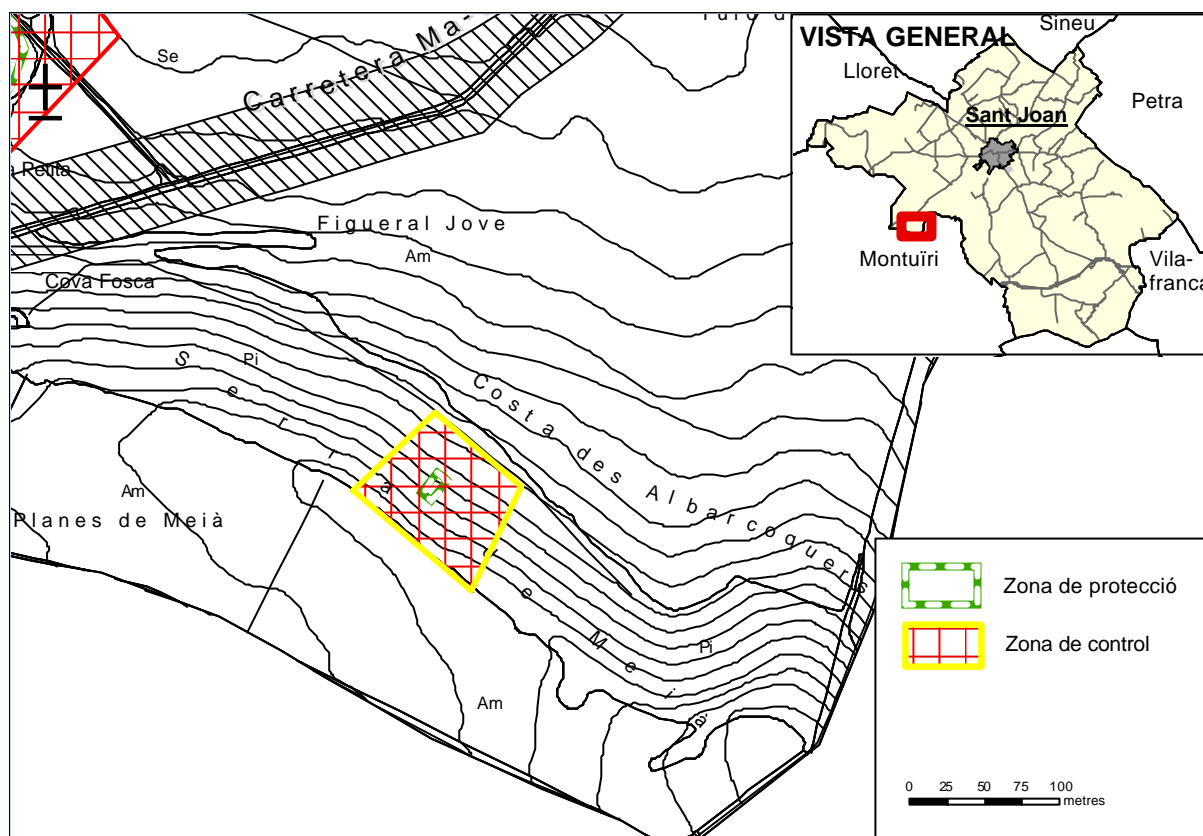 Se
Carretera Ma-
Petita
Figueral Jove
Am
Cova Fosca
Pi
Serra de Meià
Costa des Albarcoquers
Am
Planes de Meià
Pi
Am
VISTA GENERAL
Sineu
Lloret
Petra
Sant Joan
Montuïri
Vila-
franca
Zona de protecció
Zona de control
0 25 50 75 100
metres